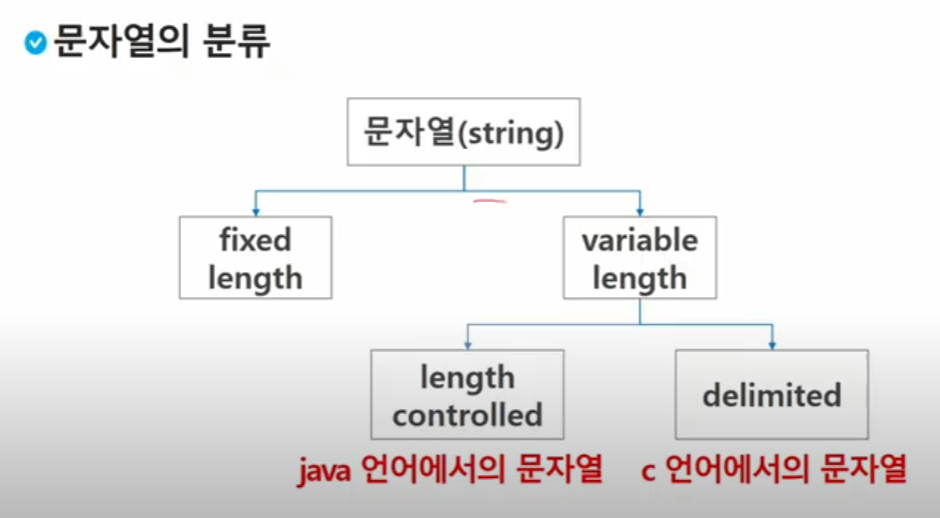 문자열의 분류
문자열(string)
fixed
length
variable
length
length
controlled
delimited
java 언어에서의 문자열
c 언어에서의 문자열